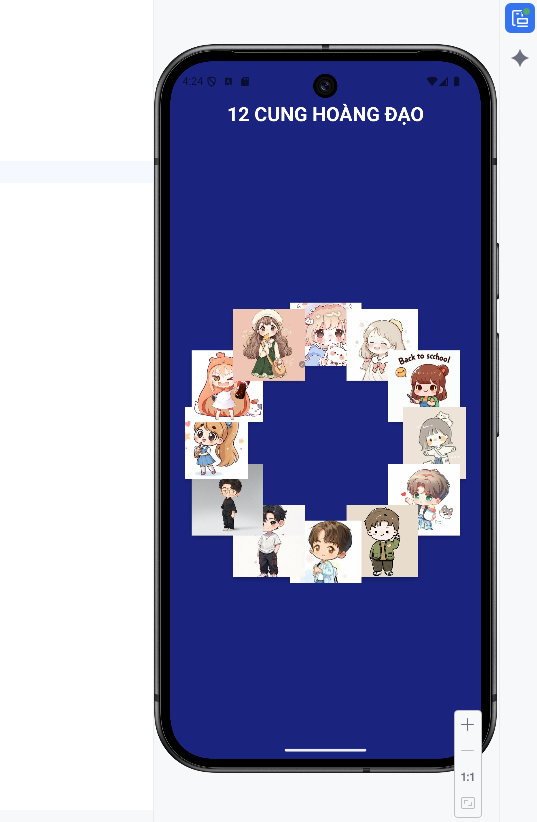 4:24
12 CUNG HOÀNG ĐẠO
Back to scchool
1:1